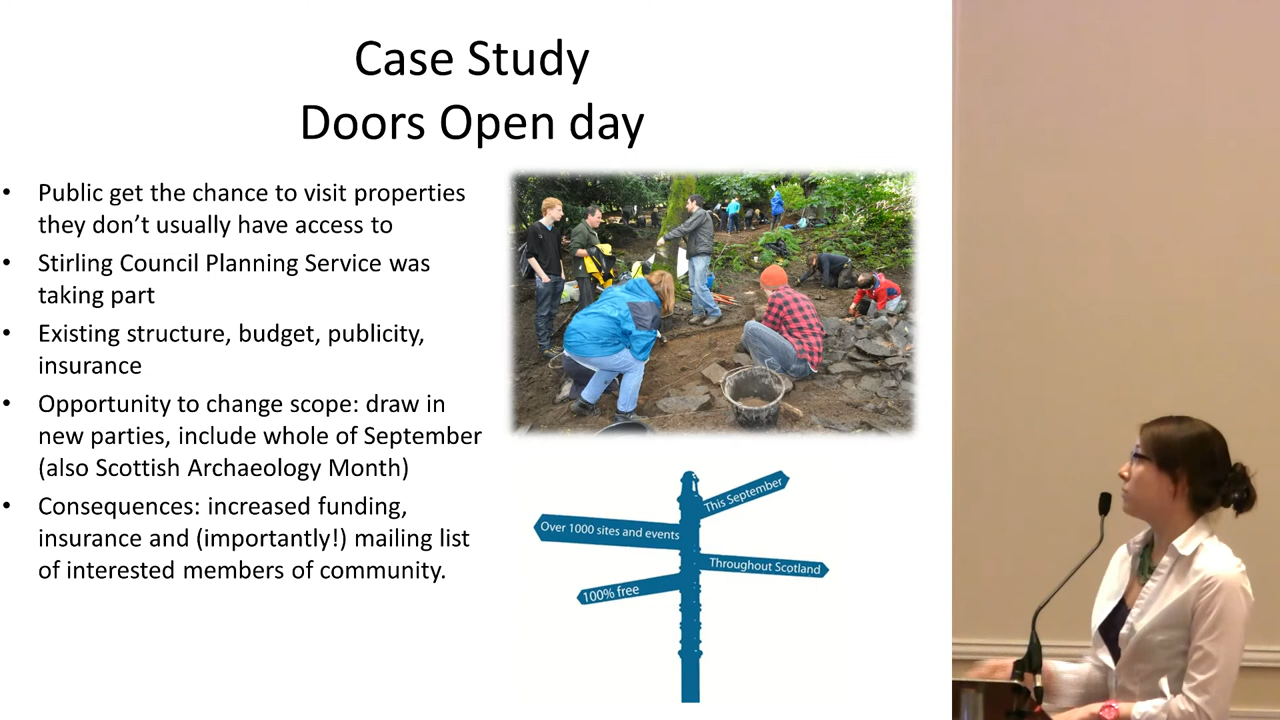 Case Study
Doors Open day
• Public get the chance to visit properties
they don’t usually have access to
• Stirling Council Planning Service was
taking part
• Existing structure, budget, publicity,
insurance
• Opportunity to change scope: draw in
new parties, include whole of September
(also Scottish Archaeology Month)
• Consequences: increased funding,
insurance and (importantly!) mailing list
of interested members of community.
This September
Over 1000 sites and events
Throughout Scotland
100% free